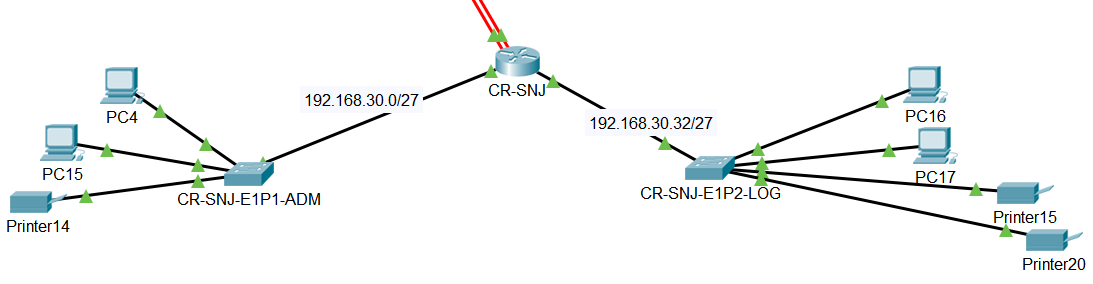 CR-SNJ
192.168.30.0/27
192.168.30.32/27
PC4
PC15
Printer14
CR-SNJ-E1P1-ADM
PC16
PC17
CR-SNJ-E1P2-LOG
Printer15
Printer20